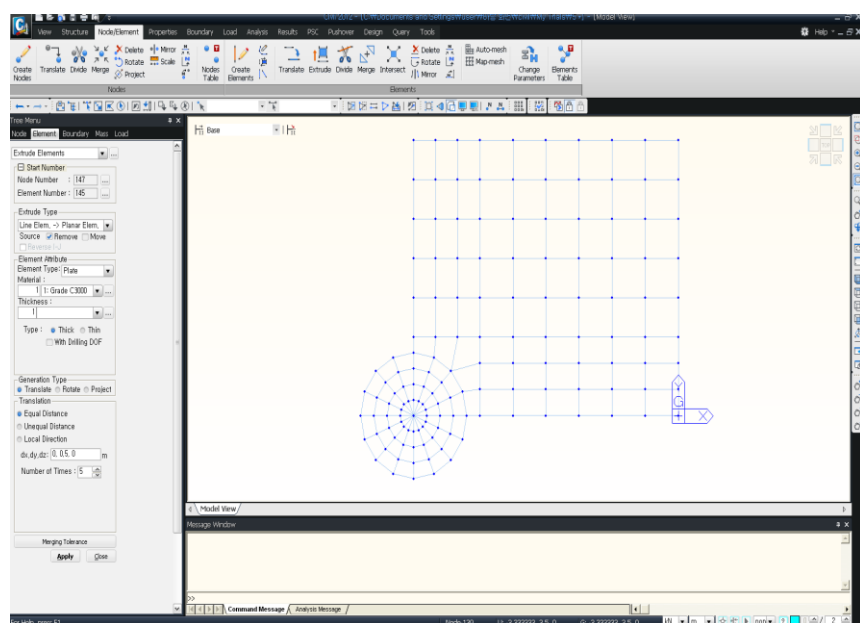 View Structure Node/Element Properties Boundary Load Analysis Results PSC Pushover Design Query Tools Help
Create Nodes Translate Divide Merge Delete Rotate Project Mirror Scale Nodes Table
Create Elements Translate Extrude Divide Merge Intersect Delete Rotate Mirror Auto-mesh Map-mesh Change Parameters Elements Table
Nodes Elements
Tree Menu
Node Element Boundary Mass Load
Base
Extrude Elements
Start Number
Node Number : 147
Element Number : 145
Extrude Type
Line Elem. -> Planar Elem.
Source Remove Move
Reverse I-J
Element Attribute
Element Type: Plate
Material :
1 1: Grade C3000
Thickness :
1
Type : Thick Thin
With Drilling DOF
Generation Type
Translate Rotate Project
Translation
Equal Distance
Unequal Distance
Local Direction
dx,dy,dz: 0, 0.5, 0 m
Number of Times : 5
Merging Tolerance
Apply Close
TOP
Y
G
X
Model View
Message Window
>>
Command Message Analysis Message
For Help, press F1